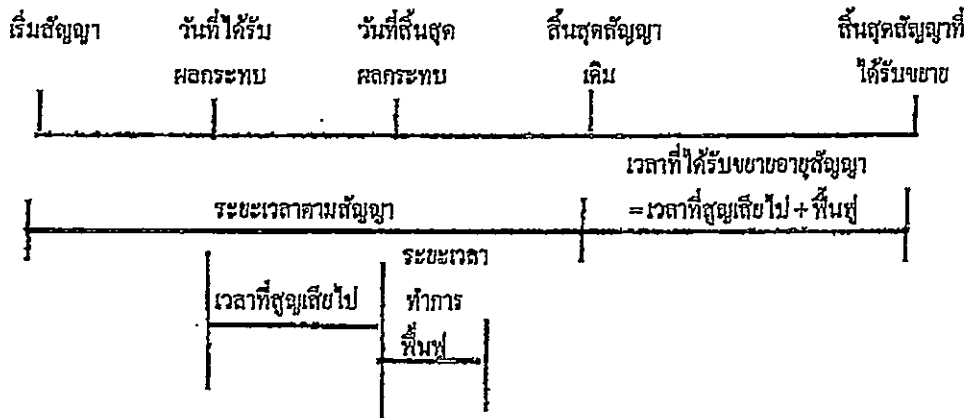 เริ่มสัญญา วันที่ได้รับ วันที่สิ้นสุด สิ้นสุดสัญญา สิ้นสุดสัญญาที่
ผลกระทบ ผลกระทบ เดิม ได้รับขยาย
เวลาที่ได้รับขยายอายุสัญญา
ระยะเวลาตามสัญญา =เวลาที่สูญเสียไป+ฟื้นฟู
ระยะเวลา
เวลาที่สูญเสียไป ทำการ
ฟื้นฟู